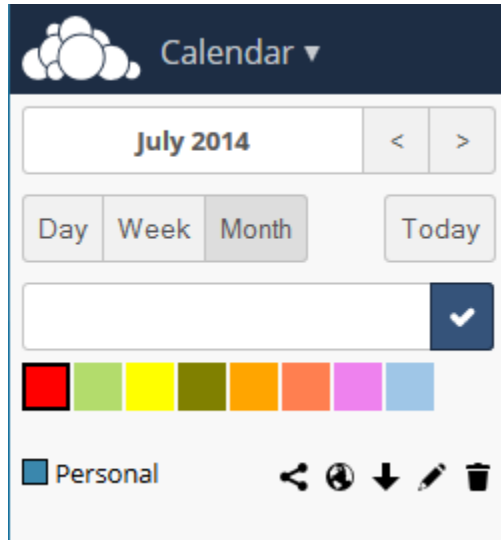 Calendar ▾
July 2014 < >
Day Week Month Today
Personal